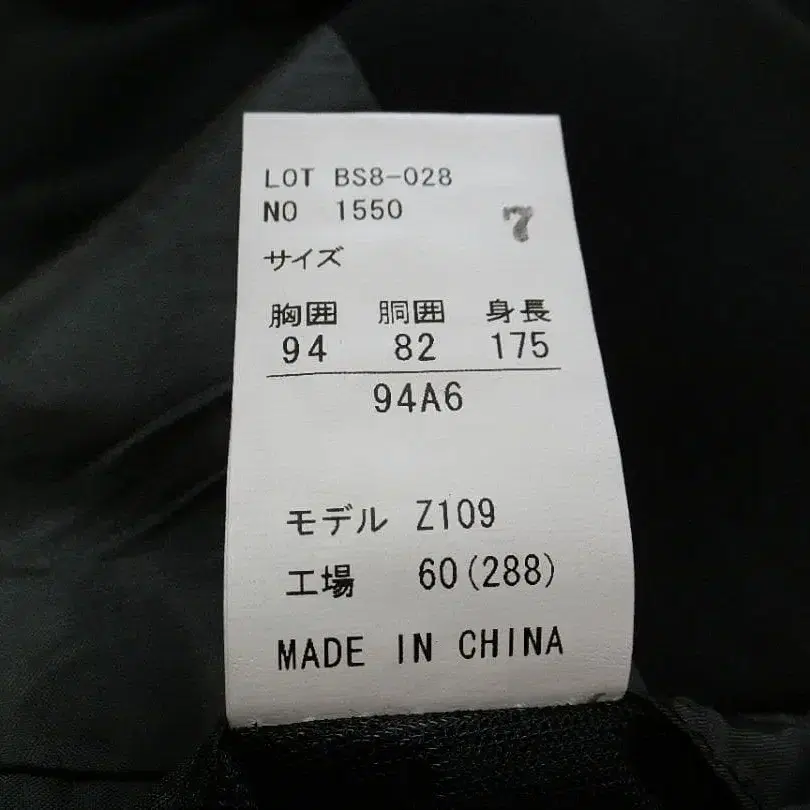 LOT BS8-028
NO 1550
7
サイズ
胸囲 胴囲 身長
94 82 175
94A6
モデル Z109
工場 60(288)
MADE IN CHINA